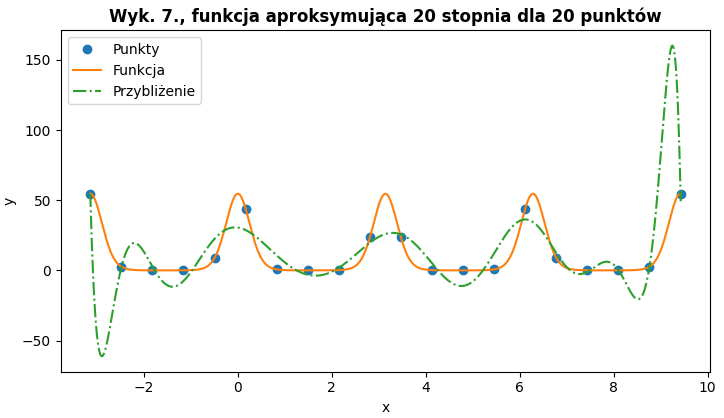 Wyk. 7., funkcja aproksymująca 20 stopnia dla 20 punktów
Punkty
Funkcja
Przybliżenie
150
100
50
0
−50
y
−2
0
2
4
6
8
10
x